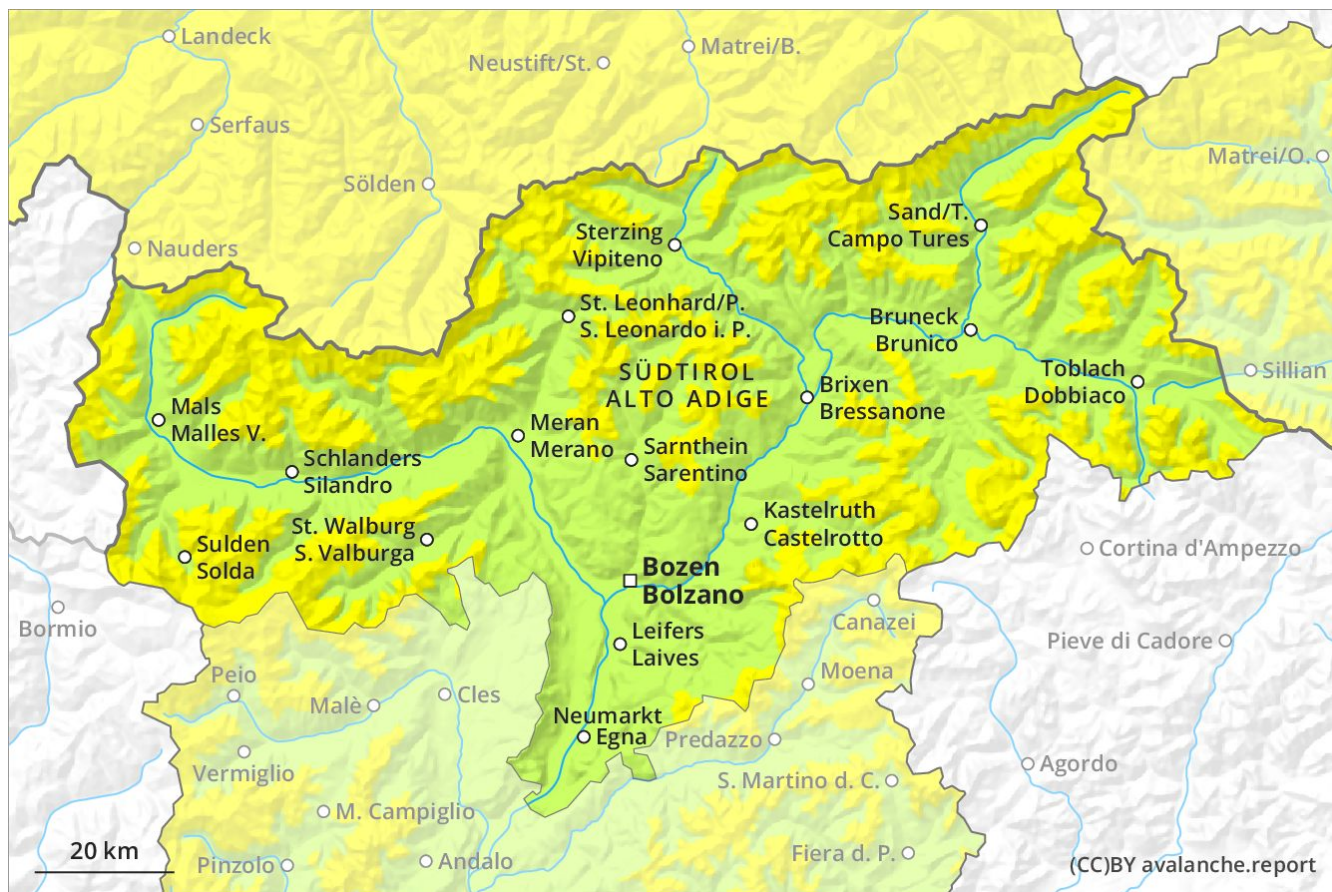 Landeck
Neustift/St.
Matrei/B.
Serfaus
Matrei/O.
Sölden
Nauders
Sand/T.
Campo Tures
Sterzing
Vipiteno
St. Leonhard/P.
S. Leonardo i. P.
Bruneck
Brunico
SÜDTIROL
ALTO ADIGE
Toblach
Dobbiaco
Sillian
Brixen
Bressanone
Mals
Malles V.
Meran
Merano
Sarnthein
Sarentino
Schlanders
Silandro
St. Walburg
S. Valburga
Kastelruth
Castelrotto
Sulden
Solda
Cortina d'Ampezzo
Bozen
Bolzano
Bormio
Canazei
Leifers
Laives
Pieve di Cadore
Peio
Moena
Malè
Cles
Neumarkt
Egna
Predazzo
Vermiglio
Agordo
S. Martino d. C.
M. Campiglio
20 km
Pinzolo
Andalo
Fiera d. P.
(CC)BY avalanche.report